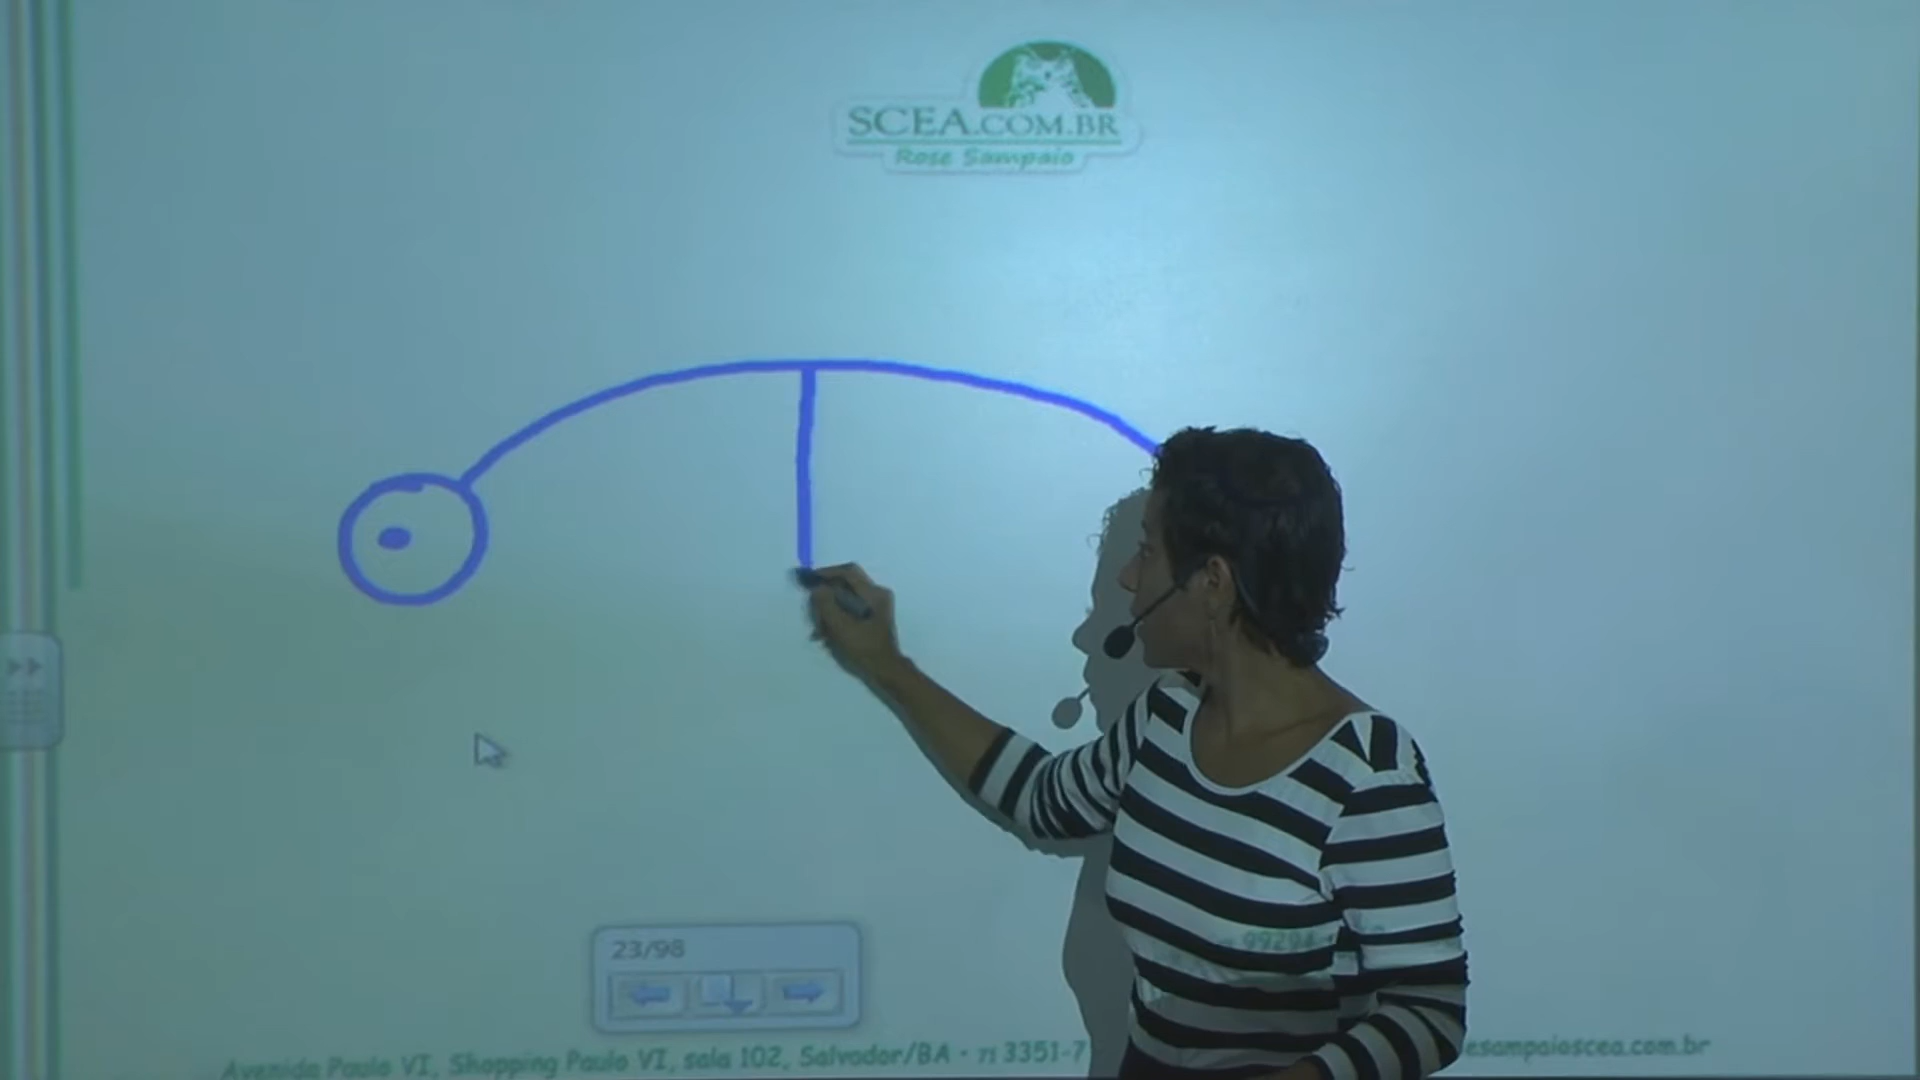 SCEA.COM.BR
Rose Sampaio
23/98
Avenida Paulo VI, Shopping Paulo VI, sala 102, Salvador/BA • 71 3351-7
esampaioscea.com.br